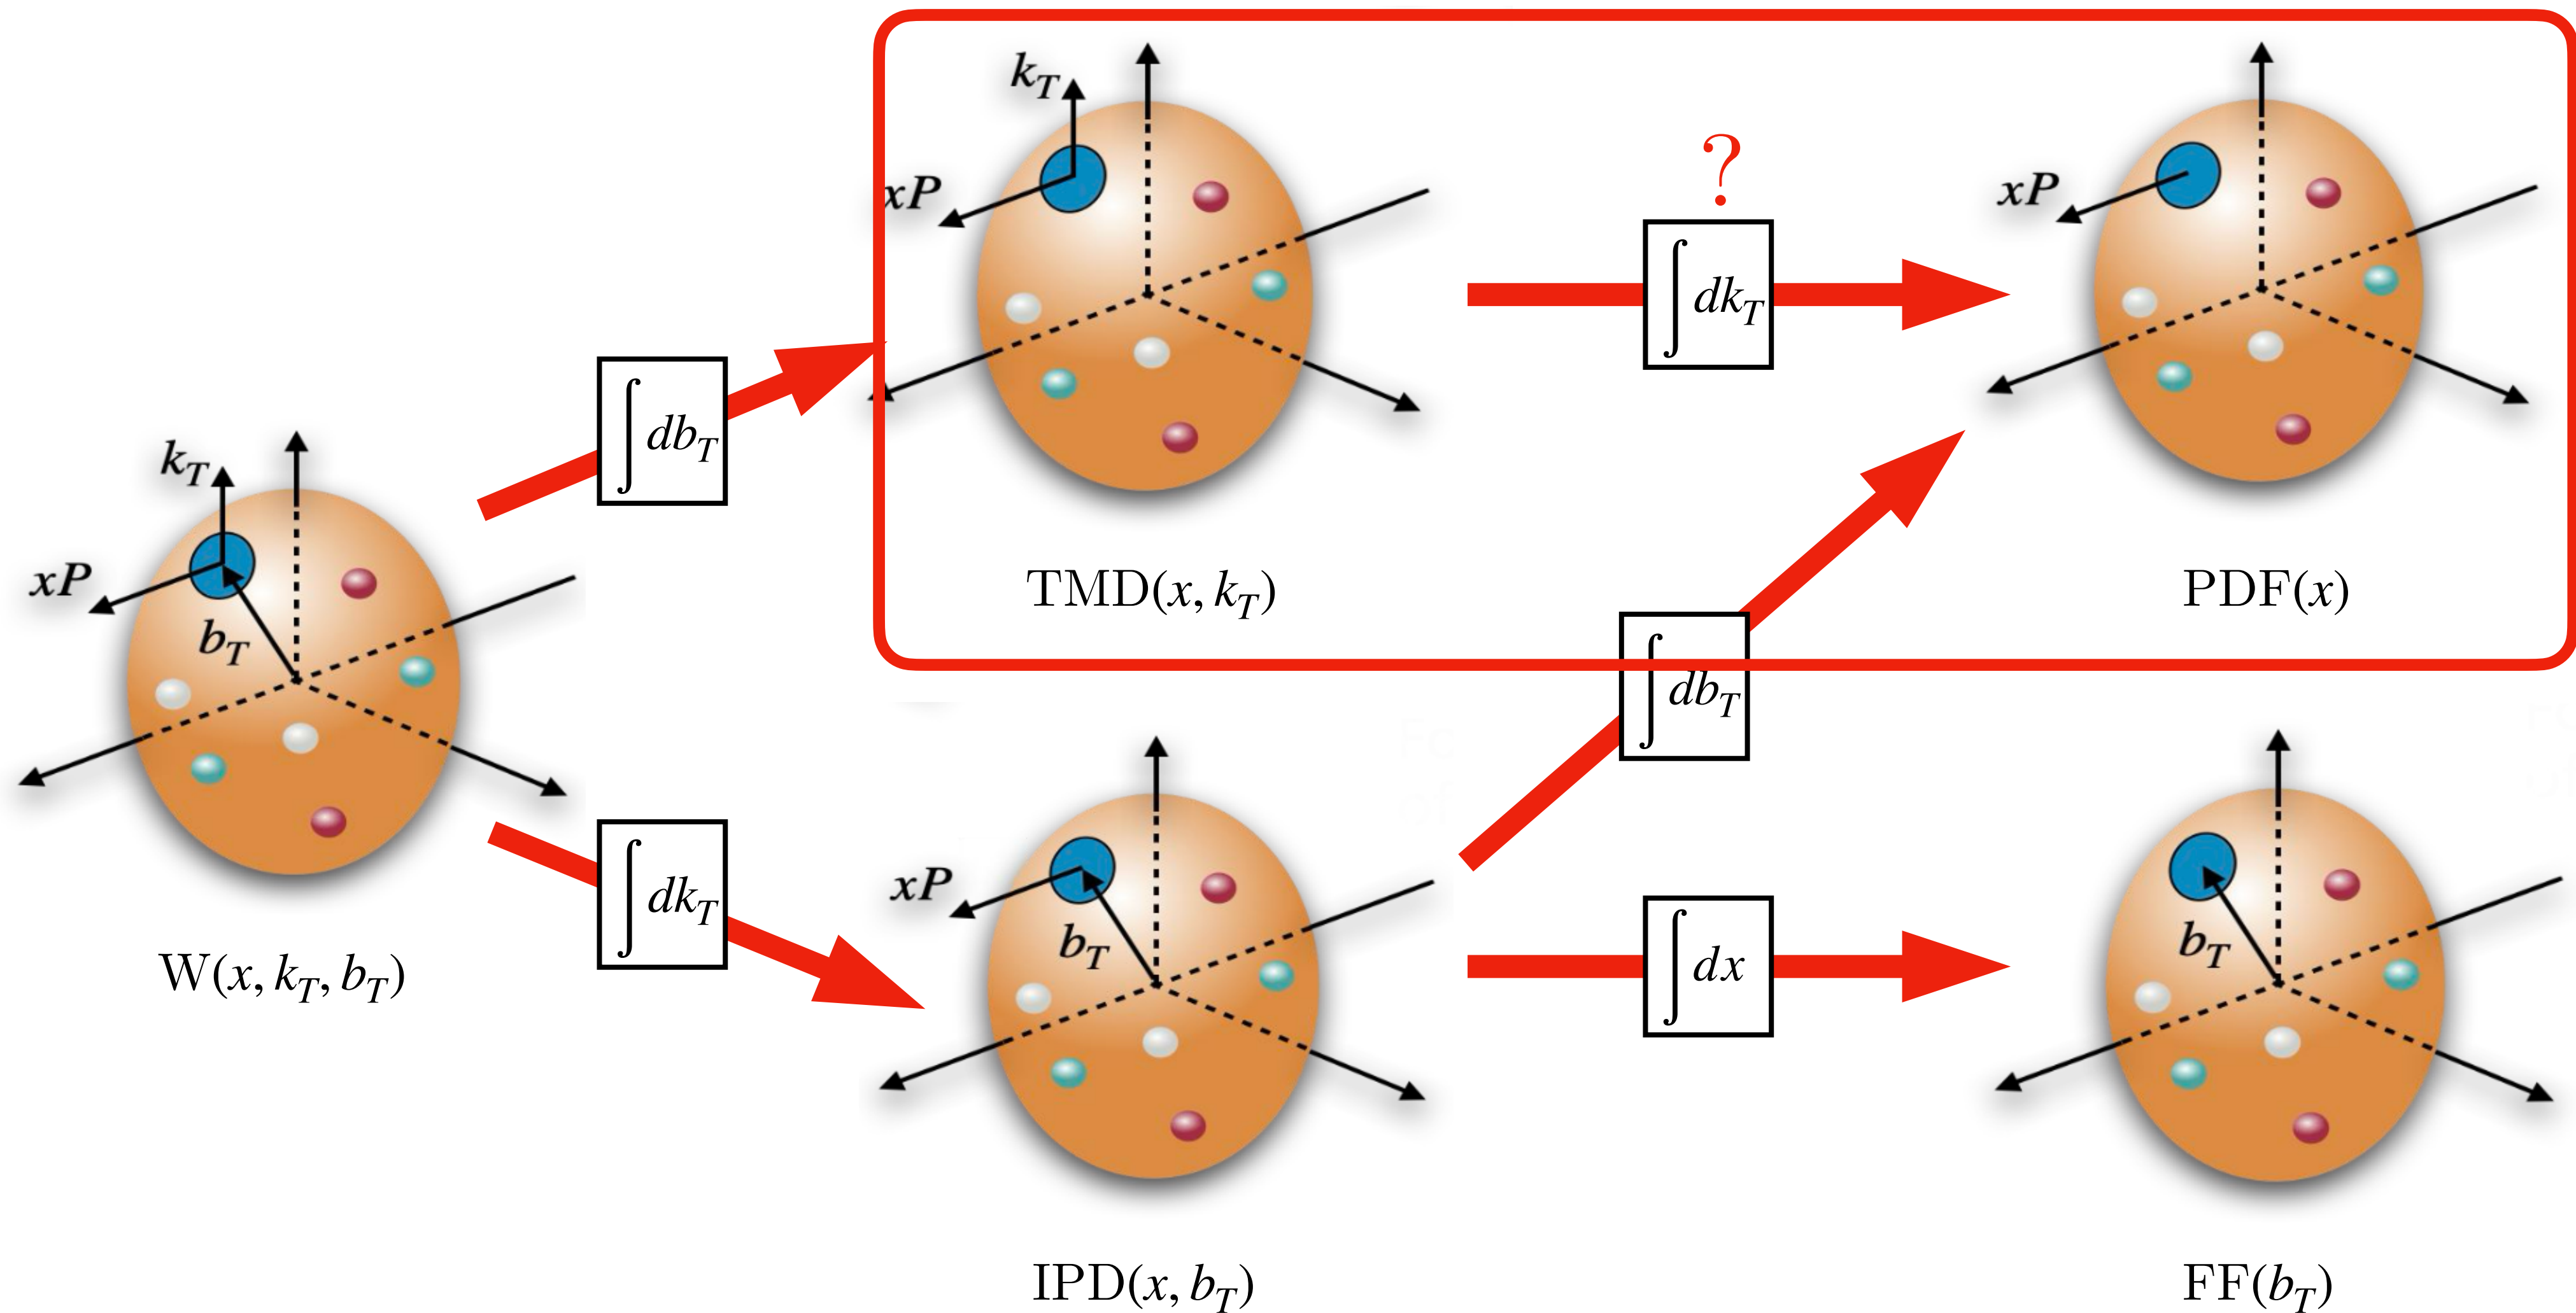 k_T
xP
?
∫dk_T
xP
∫db_T
TMD(x, k_T)
PDF(x)
k_T
xP
b_T
∫db_T
W(x, k_T, b_T)
∫dk_T
xP
b_T
∫dx
b_T
IPD(x, b_T)
FF(b_T)